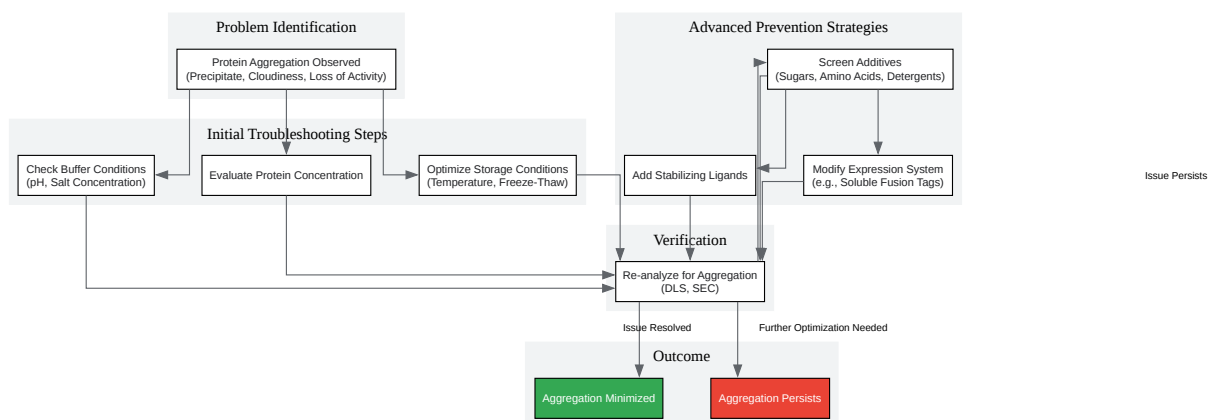 Problem Identification
Advanced Prevention Strategies
Protein Aggregation Observed
(Precipitate, Cloudiness, Loss of Activity)
Screen Additives
(Sugars, Amino Acids, Detergents)
Initial Troubleshooting Steps
Check Buffer Conditions
(pH, Salt Concentration)
Evaluate Protein Concentration
Optimize Storage Conditions
(Temperature, Freeze-Thaw)
Add Stabilizing Ligands
Modify Expression System
(e.g., Soluble Fusion Tags)
Issue Persists
Verification
Re-analyze for Aggregation
(DLS, SEC)
Issue Resolved
Further Optimization Needed
Outcome
Aggregation Minimized
Aggregation Persists